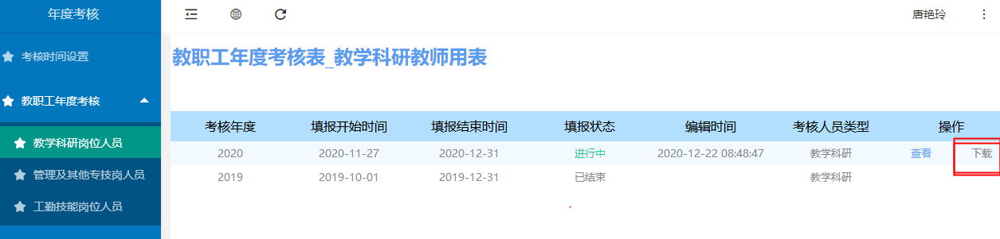 年度考核
唐艳玲
考核时间设置
教职工年度考核
教学科研岗位人员
管理及其他专技岗人员
工勤技能岗位人员
教职工年度考核表_教学科研教师用表
考核年度 填报开始时间 填报结束时间 填报状态 编辑时间 考核人员类型 操作
2020 2020-11-27 2020-12-31 进行中 2020-12-22 08:48:47 教学科研 查看 下载
2019 2019-10-01 2019-12-31 已结束 教学科研